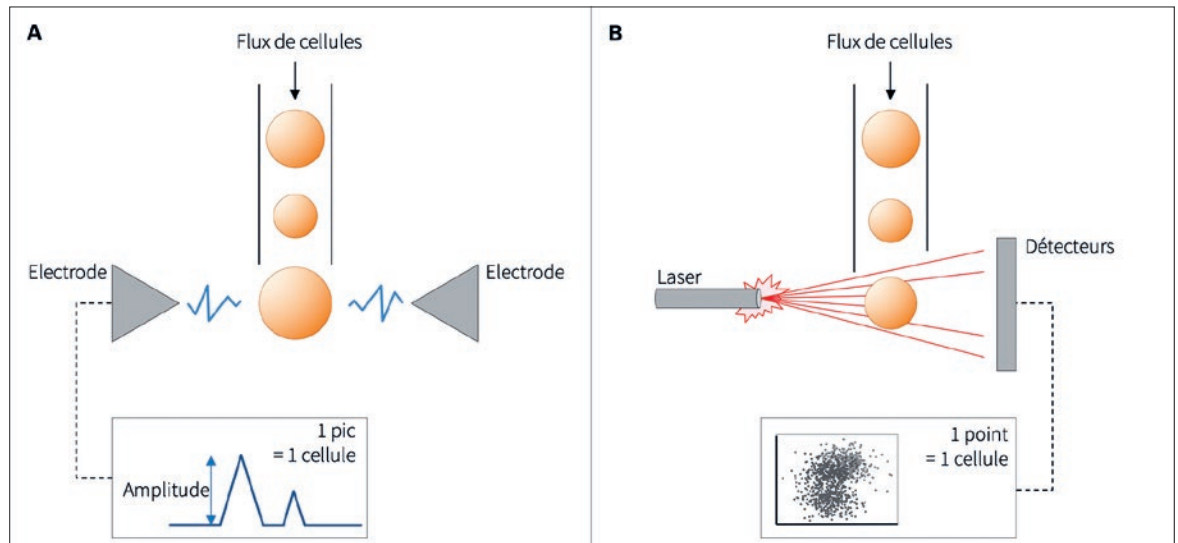 A
Flux de cellules
Electrode
Electrode
1 pic
= 1 cellule
Amplitude
B
Flux de cellules
Laser
Détecteurs
1 point
= 1 cellule